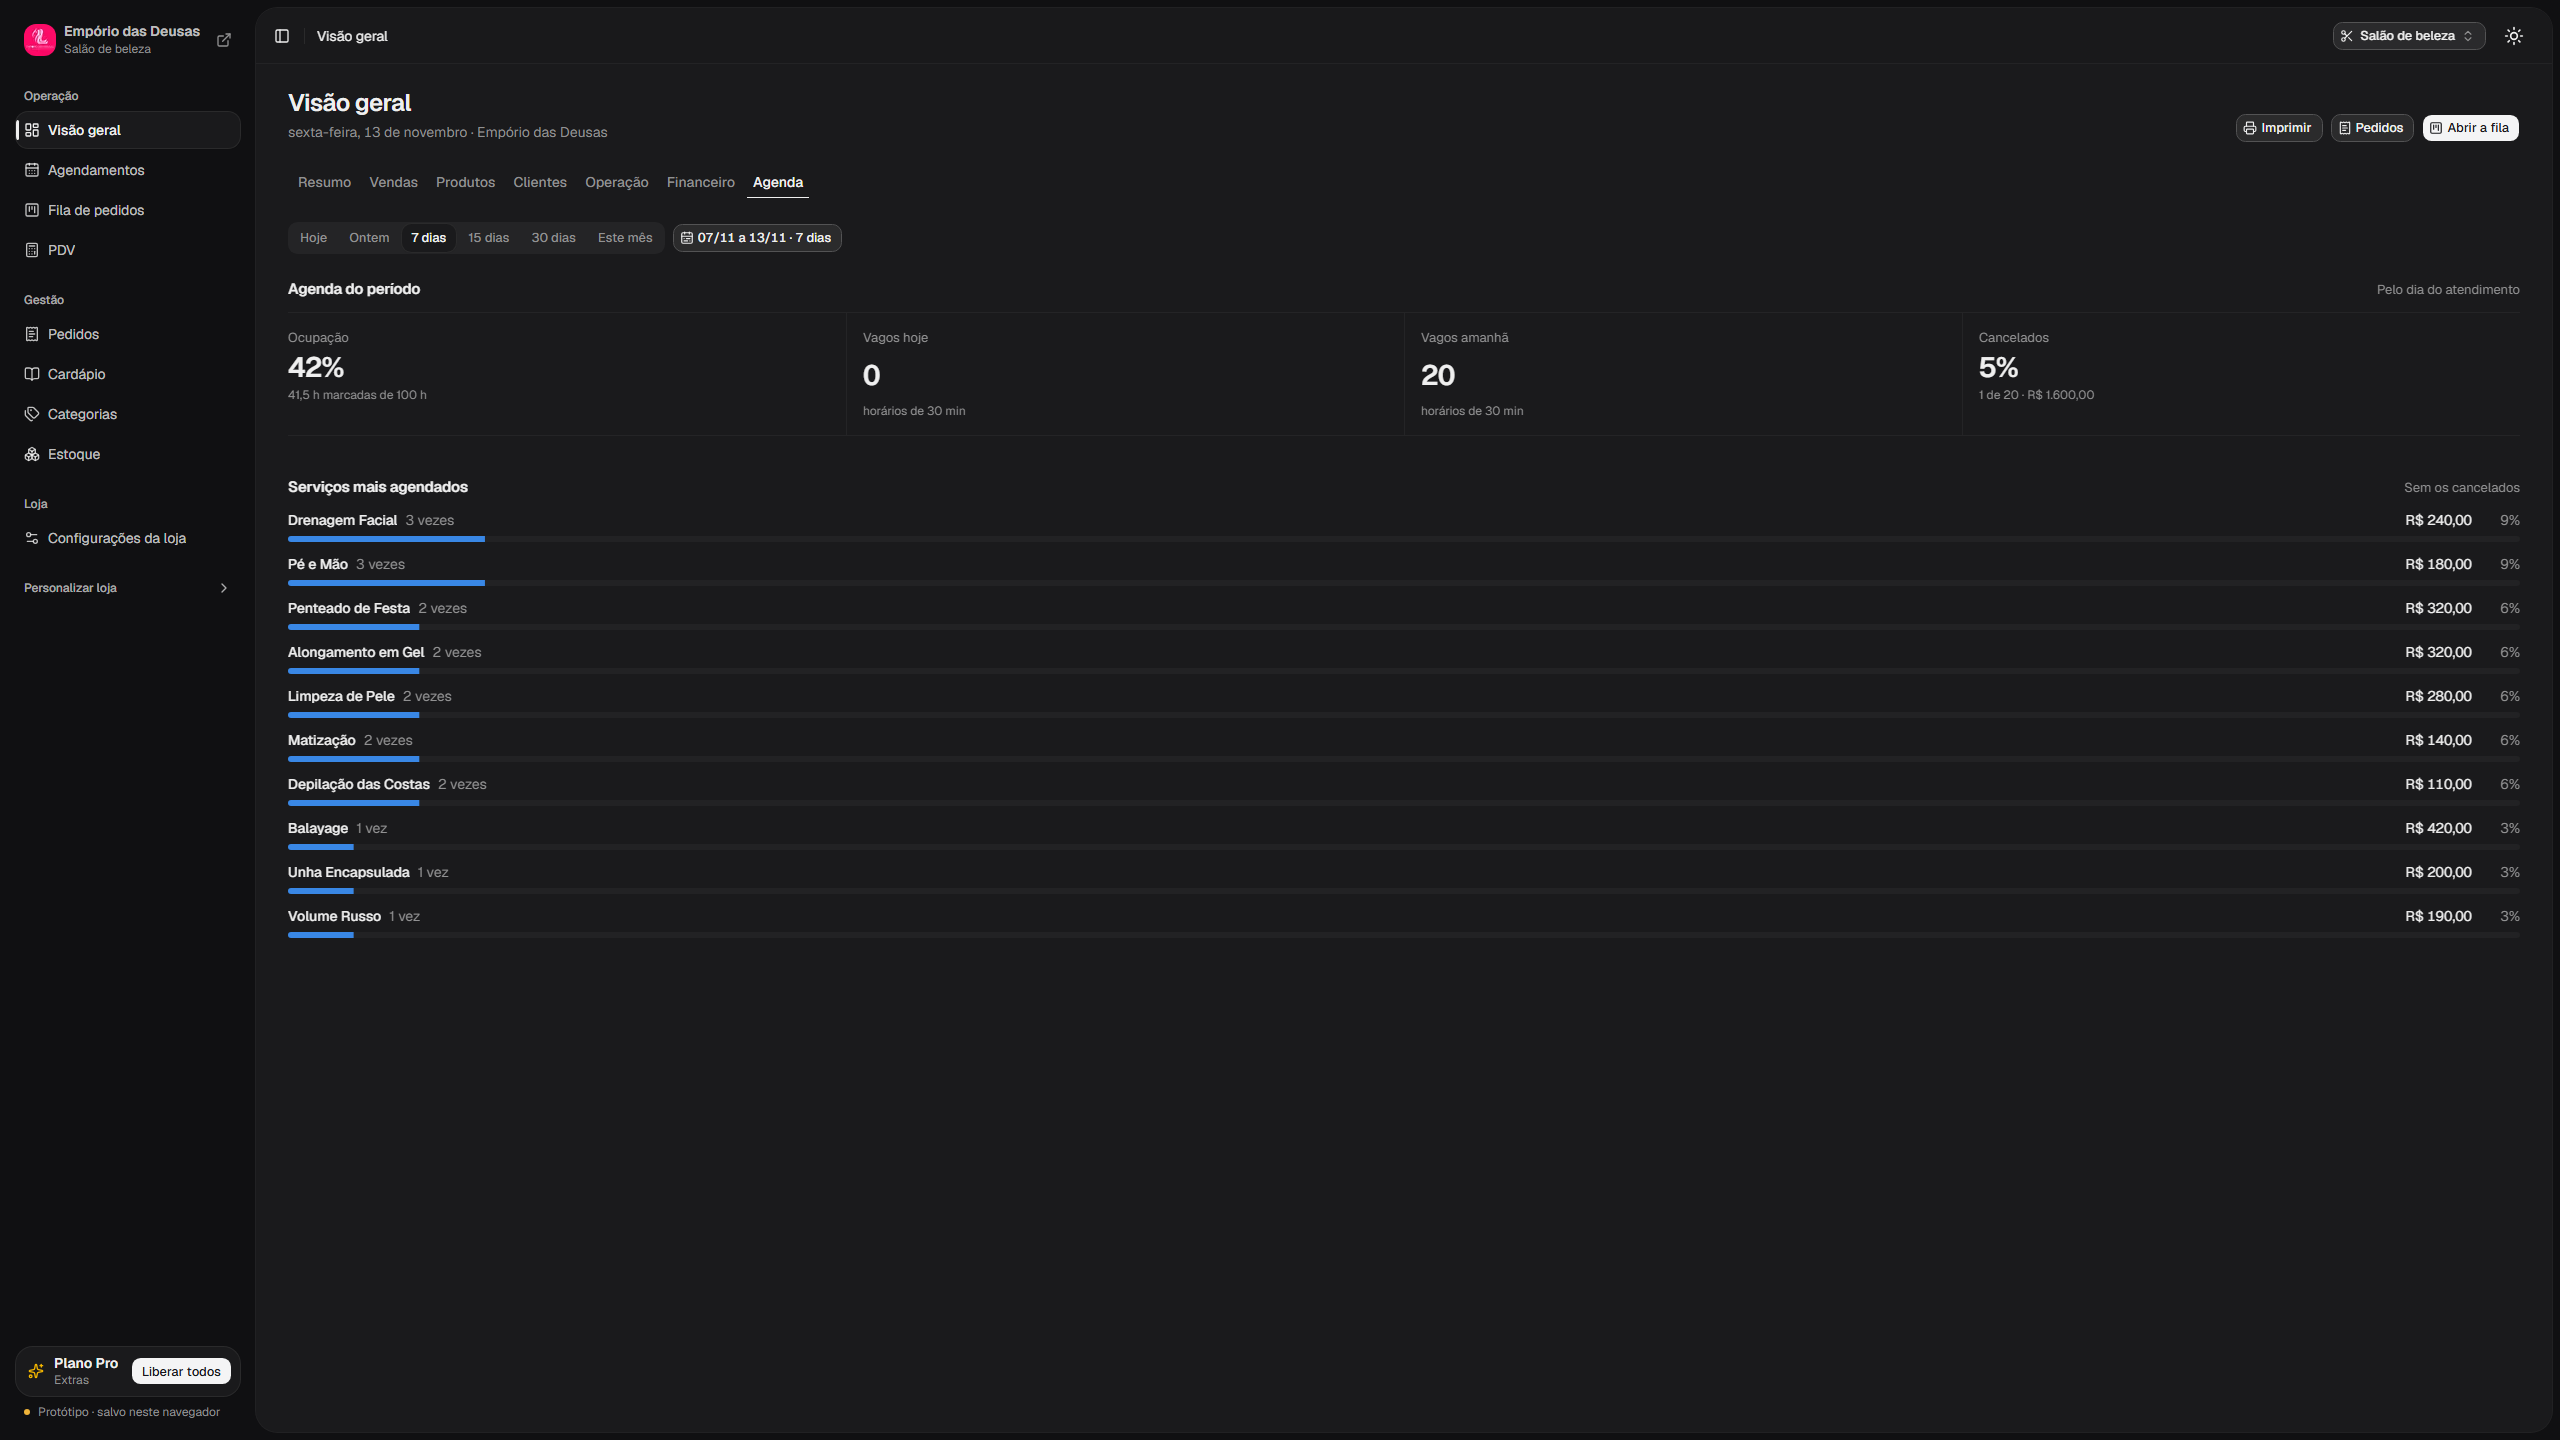 Empório das Deusas
Salão de beleza
Operação
Visão geral
Agendamentos
Fila de pedidos
PDV
Gestão
Pedidos
Cardápio
Categorias
Estoque
Loja
Configurações da loja
Personalizar loja
Plano Pro
Extras
Liberar todos
Protótipo · salvo neste navegador
Visão geral
Salão de beleza
Visão geral
sexta-feira, 13 de novembro · Empório das Deusas
Imprimir Pedidos Abrir a fila
Resumo Vendas Produtos Clientes Operação Financeiro Agenda
Hoje Ontem 7 dias 15 dias 30 dias Este mês 07/11 a 13/11 · 7 dias
Agenda do período Pelo dia do atendimento
Ocupação
42%
41,5 h marcadas de 100 h
Vagos hoje
0
horários de 30 min
Vagos amanhã
20
horários de 30 min
Cancelados
5%
1 de 20 · R$ 1.600,00
Serviços mais agendados Sem os cancelados
Drenagem Facial 3 vezes R$ 240,00 9%
Pé e Mão 3 vezes R$ 180,00 9%
Penteado de Festa 2 vezes R$ 320,00 6%
Alongamento em Gel 2 vezes R$ 320,00 6%
Limpeza de Pele 2 vezes R$ 280,00 6%
Matização 2 vezes R$ 140,00 6%
Depilação das Costas 2 vezes R$ 110,00 6%
Balayage 1 vez R$ 420,00 3%
Unha Encapsulada 1 vez R$ 200,00 3%
Volume Russo 1 vez R$ 190,00 3%